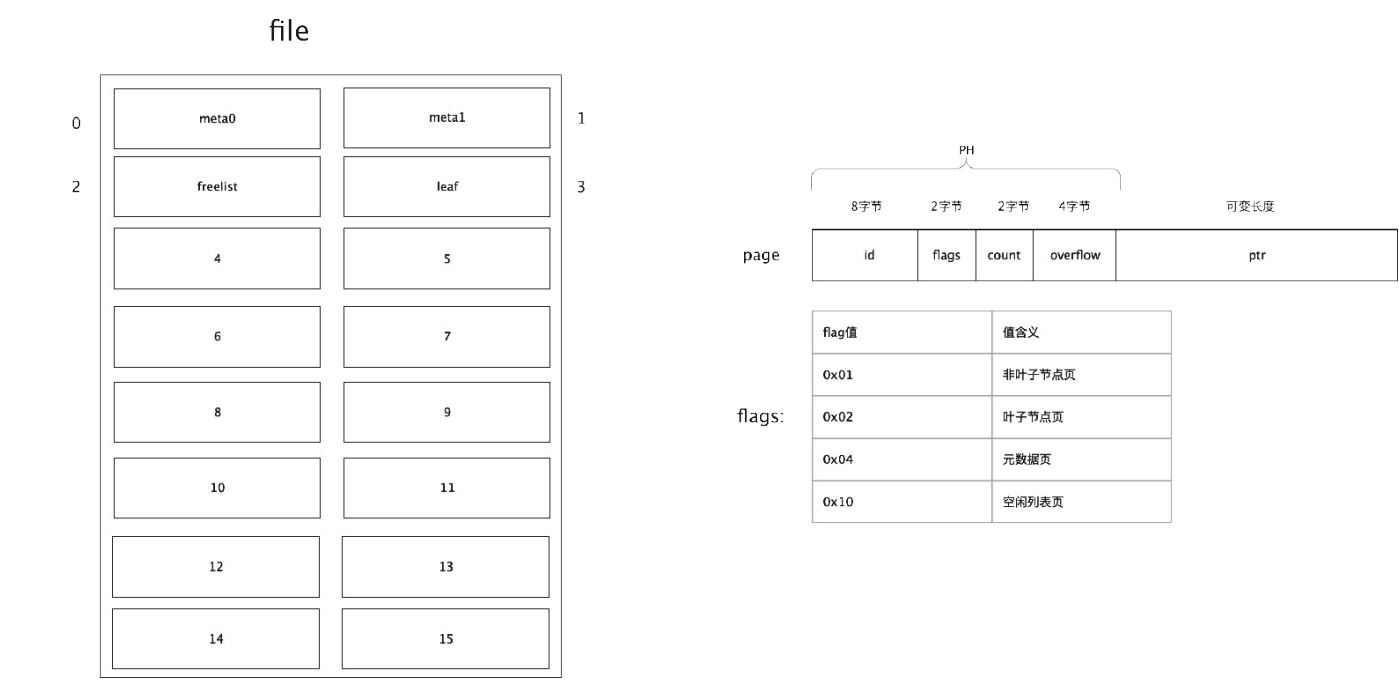 file
0 meta0 meta1 1
2 freelist leaf 3
4 5
6 7
8 9
10 11
12 13
14 15
PH
8字节 2字节 2字节 4字节 可变长度
page id flags count overflow ptr
flag值 值含义
0x01 非叶子节点页
flags: 0x02 叶子节点页
0x04 元数据页
0x10 空闲列表页